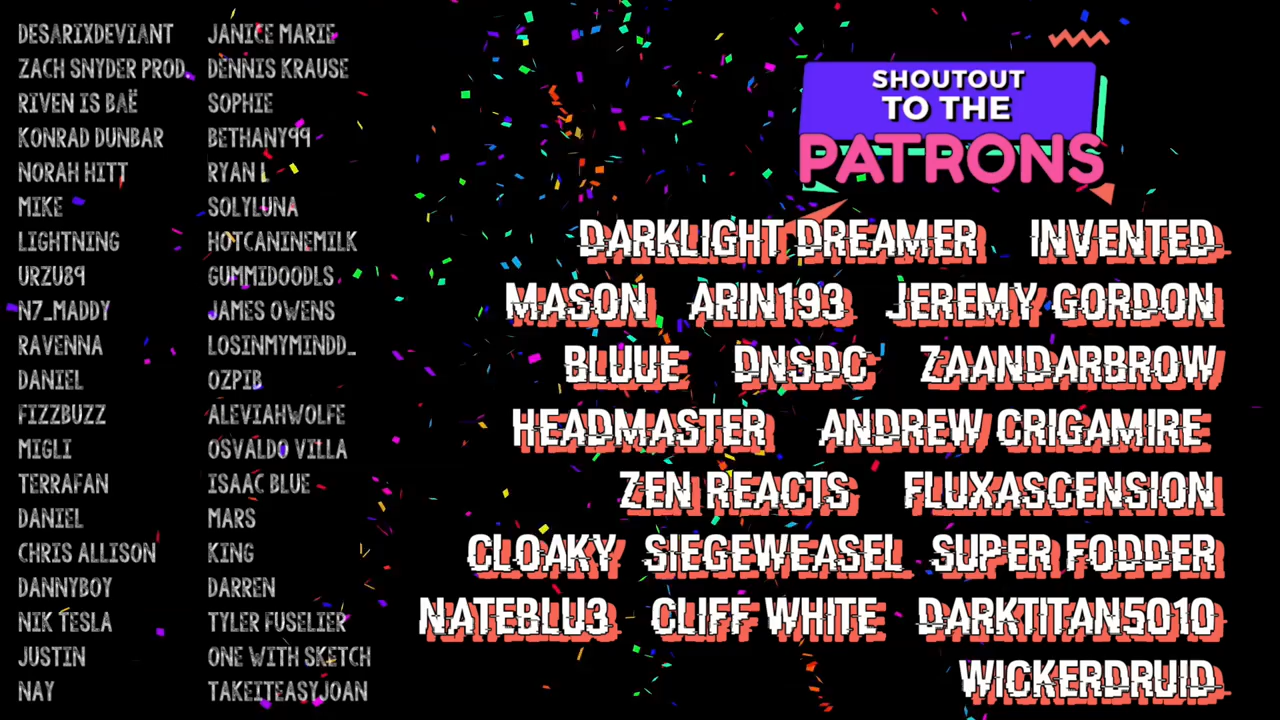 DESARIXDEVIANT
ZACH SNYDER PROD.
RIVEN IS BAË
KONRAD DUNBAR
NORAH HITT
MIKE
LIGHTNING
URZU89
N7_MADDY
RAVENNA
DANIEL
FIZZBUZZ
MIGLI
TERRAFAN
DANIEL
CHRIS ALLISON
DANNYBOY
NIK TESLA
JUSTIN
NAY
JANICE MARIE
DENNIS KRAUSE
SOPHIE
BETHANY99
RYAN L
SOLYLUNA
HOTCANINEMILK
GUMMIDOODLS
JAMES OWENS
LOSINMYMINDD_
OZPIB
ALEVIAHWOLFE
OSVALDO VILLA
ISAAC BLUE
MARS
KING
DARREN
TYLER FUSELIER
ONE WITH SKETCH
TAKEITEASYJOAN
SHOUTOUT
TO THE
PATRONS
DARKLIGHT DREAMER INVENTED
MASON ARIN193 JEREMY GORDON
BLUUE DNSDC ZAANDARBROW
HEADMASTER ANDREW CRIGAMIRE
ZEN REACTS FLUXASCENSION
CLOAKY SIEGEWEASEL SUPER FODDER
NATEBLU3 CLIFF WHITE DARKTITAN5010
WICKERDRUID